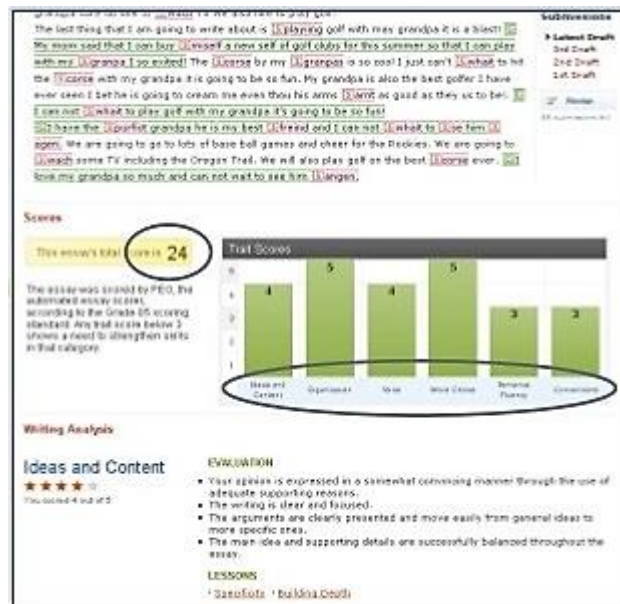 The last thing that I am going to write about is playing golf with may grandpa it is a blast!
My mom said that I can buy myself a new self of golf clubs for this summer so that I can play
with my granpa I so exited! The corse by my granpas is so cool I just can't what to hit
the corse with my grandpa it is going to be so fun. My grandpa is also the best golfer I have
ever seen I bet he is going to cream me even thou his arms arnt as good as they us to be.
I can not what to play golf with my grandpa it's going to be so fun!
I have the purfist grandpa he is my best friend and I can not what to se him
agen. We are going to go to lots of base ball games and cheer for the Rockies. We are going to
wach some TV including the Oregon Trail. We will also play golf on the best corse ever. I
love my grandpa so much and can not wait to see him angen.
Submissions
Latest Draft
3rd Draft
2nd Draft
1st Draft
Scores
This essay's total score is 24
The essay was scored by PEG, the
automated essay scorer,
according to the Grade 05 scoring
standard. Any trait score below 3
shows a need to strengthen skills
in that category.
Trait Scores
4
5
4
5
3
3
Ideas and Content
Organization
Voice
Word Choice
Sentence Fluency
Conventions
Writing Analysis
Ideas and Content
You scored 4 out of 5
EVALUATION
Your opinion is expressed in a somewhat convincing manner through the use of
adequate supporting reasons.
The writing is clear and focused.
The arguments are clearly presented and move easily from general ideas to
more specific ones.
The main idea and supporting details are successfully balanced throughout the
essay.
LESSONS
Specifics Building Depth